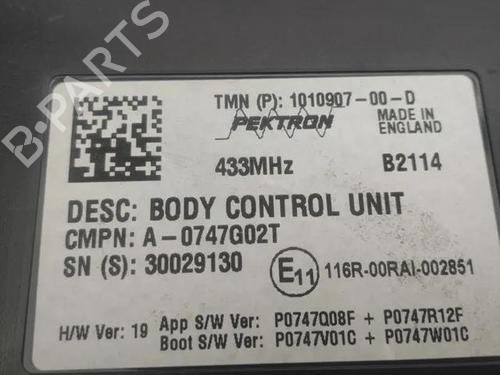 TMN (P): 1010907-00-D
PEKTRON
MADE IN
ENGLAND
433MHz
B2114
DESC: BODY CONTROL UNIT
CMPN: A-0747G02T
SN (S): 30029130
E11
116R-00RAI-002851
H/W Ver: 19
App S/W Ver: P0747Q08F + P0747R12F
Boot S/W Ver: P0747V01C + P0747W01C
B-PARTS